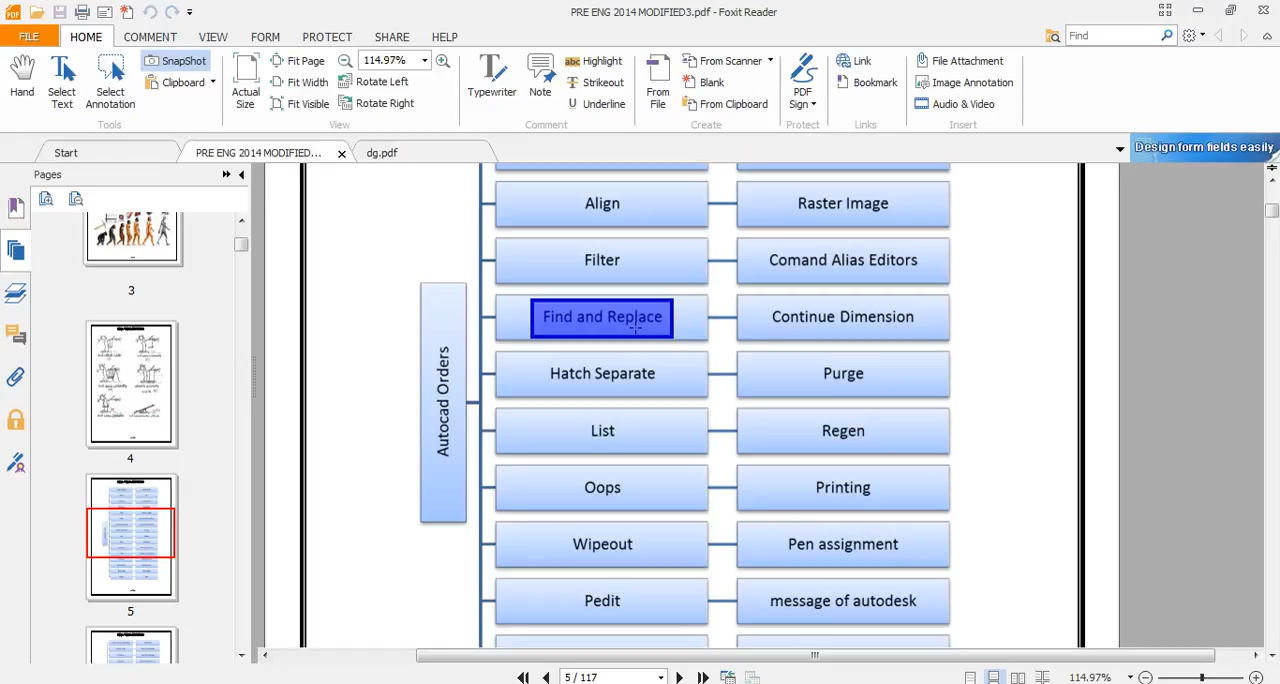 PRE ENG 2014 MODIFIED3.pdf - Foxit Reader
FILE HOME COMMENT VIEW FORM PROTECT SHARE HELP
Find
SnapShot
Clipboard
Hand
Select Text
Select Annotation
Tools
Actual Size
Fit Page
Fit Width
Fit Visible
114.97%
Rotate Left
Rotate Right
View
Typewriter
Note
Highlight
Strikeout
Underline
Comment
From File
From Scanner
Blank
From Clipboard
Create
PDF Sign
Protect
Link
Bookmark
Links
File Attachment
Image Annotation
Audio & Video
Insert
Start
PRE ENG 2014 MODIFIED...
dg.pdf
Design form fields easily
Pages
3
4
5
Autocad Orders
Align
Raster Image
Filter
Comand Alias Editors
Find and Replace
Continue Dimension
Hatch Separate
Purge
List
Regen
Oops
Printing
Wipeout
Pen assignment
Pedit
message of autodesk
5 / 117
114.97%